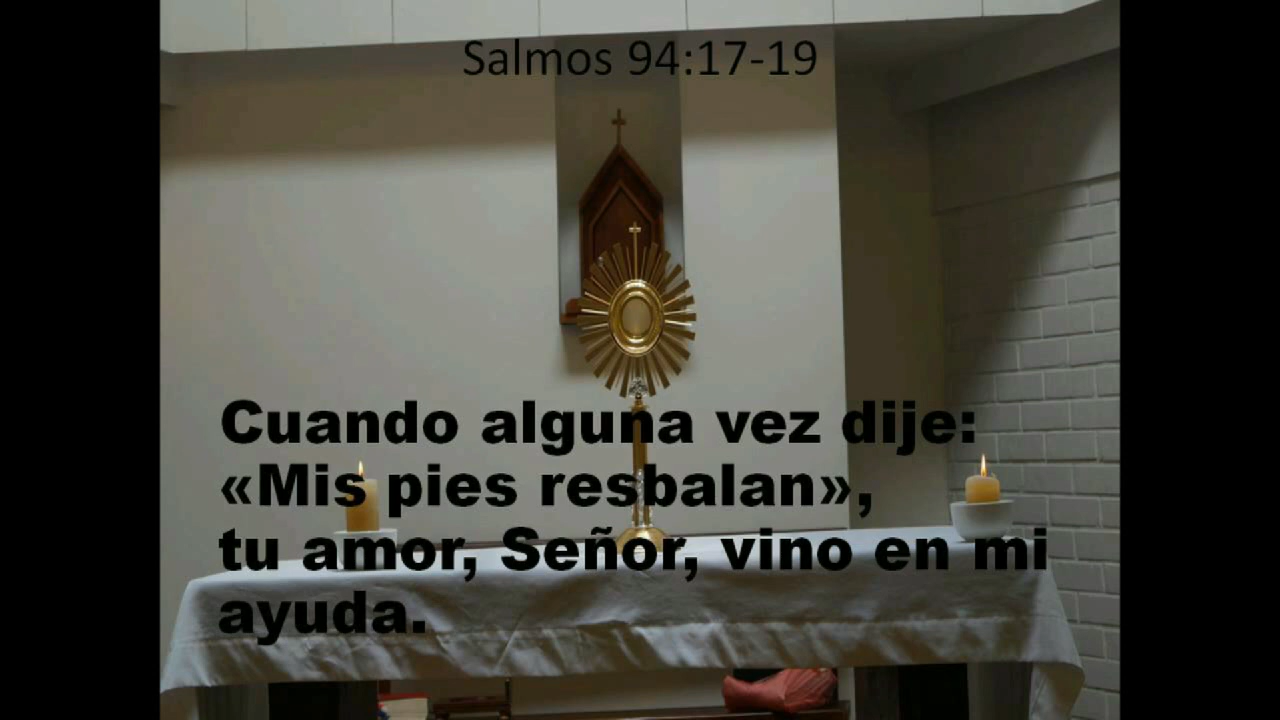 Salmos 94:17-19
Cuando alguna vez dije:
«Mis pies resbalan»,
tu amor, Señor, vino en mi
ayuda.